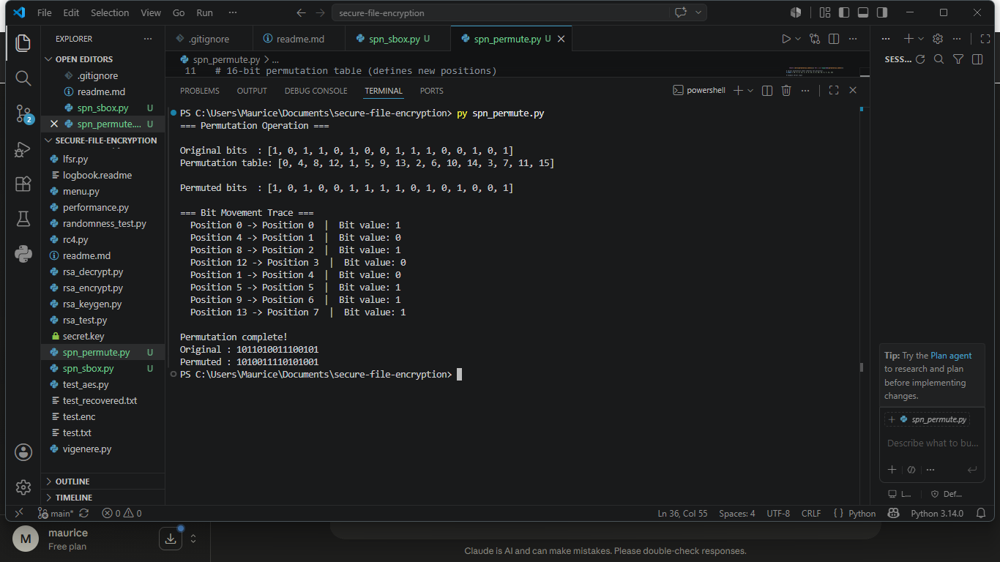 File Edit Selection View Go Run ···
secure-file-encryption
EXPLORER ···
OPEN EDITORS
.gitignore
readme.md
spn_sbox.py U
spn_permute.... U
SECURE-FILE-ENCRYPTION
lfsr.py
logbook.readme
menu.py
performance.py
randomness_test.py
rc4.py
readme.md
rsa_decrypt.py
rsa_encrypt.py
rsa_keygen.py
rsa_test.py
secret.key
spn_permute.py U
spn_sbox.py U
test_aes.py
test_recovered.txt
test.enc
test.txt
vigenere.py
OUTLINE
TIMELINE
2
.gitignore readme.md spn_sbox.py U spn_permute.py U
spn_permute.py > ...
11 # 16-bit permutation table (defines new positions)
PROBLEMS OUTPUT DEBUG CONSOLE TERMINAL PORTS
powershell
PS C:\Users\Maurice\Documents\secure-file-encryption> py spn_permute.py
=== Permutation Operation ===
Original bits  : [1, 0, 1, 1, 0, 1, 0, 0, 1, 1, 1, 0, 0, 1, 0, 1]
Permutation table: [0, 4, 8, 12, 1, 5, 9, 13, 2, 6, 10, 14, 3, 7, 11, 15]
Permuted bits  : [1, 0, 1, 0, 0, 1, 1, 1, 1, 0, 1, 0, 1, 0, 0, 1]
=== Bit Movement Trace ===
Position 0 -> Position 0  |  Bit value: 1
Position 4 -> Position 1  |  Bit value: 0
Position 8 -> Position 2  |  Bit value: 1
Position 12 -> Position 3  |  Bit value: 0
Position 1 -> Position 4  |  Bit value: 0
Position 5 -> Position 5  |  Bit value: 1
Position 9 -> Position 6  |  Bit value: 1
Position 13 -> Position 7  |  Bit value: 1
Permutation complete!
Original : 1011010011100101
Permuted : 1010011110101001
PS C:\Users\Maurice\Documents\secure-file-encryption>
SESS...
Tip: Try the Plan agent
to research and plan
before implementing
changes.
spn_permute.py
Describe what to bu...
L... Def...
main* 0 0 Ln 36, Col 55 Spaces: 4 UTF-8 CRLF { } Python Python 3.14.0
M
maurice
Free plan
Claude is AI and can make mistakes. Please double-check responses.